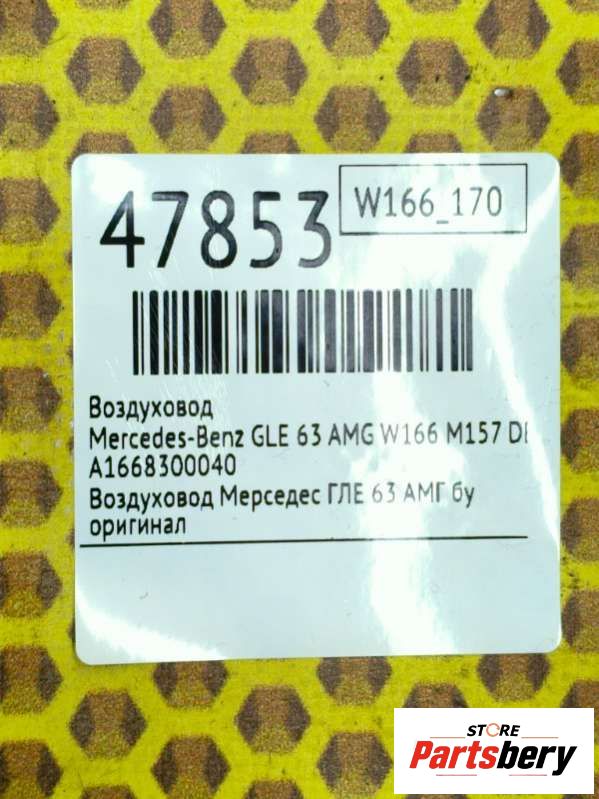 47853
W166_170
Воздуховод
Mercedes-Benz GLE 63 AMG W166 M157 DE
A1668300040
Воздуховод Мерседес ГЛЕ 63 АМГ бу
оригинал
STORE
Partsbery